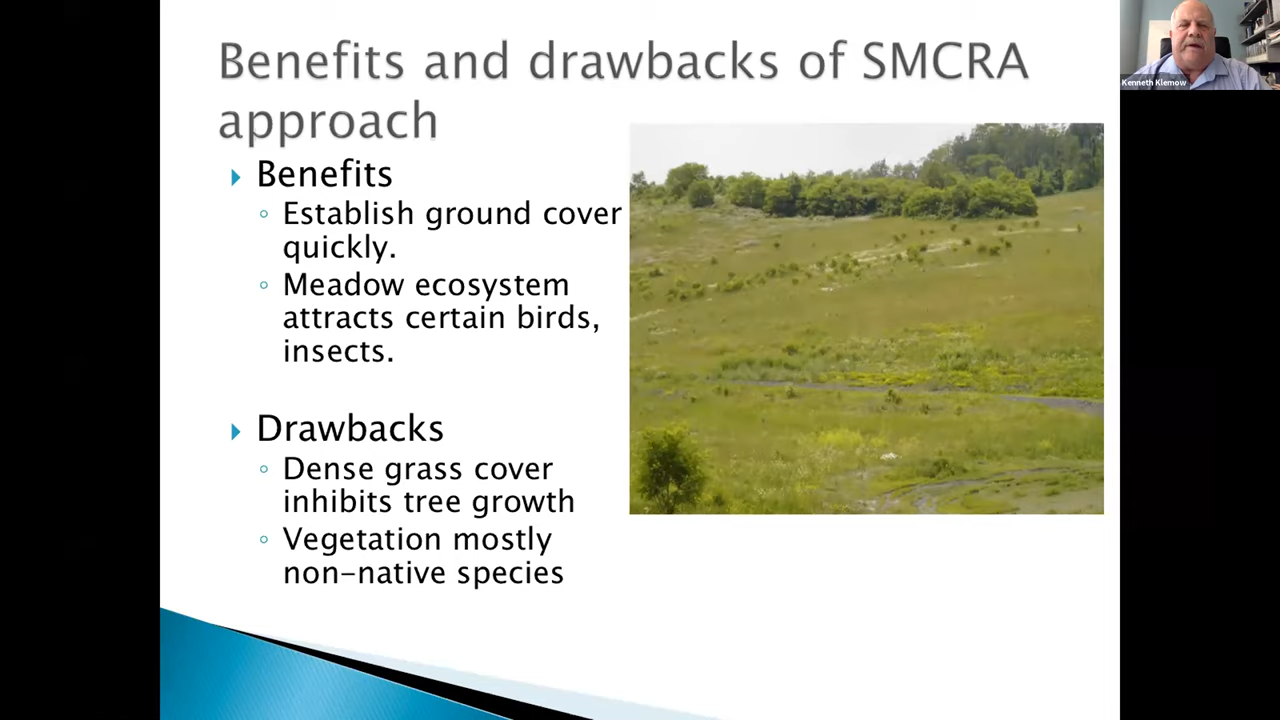 Benefits and drawbacks of SMCRA
approach
Benefits
Establish ground cover
quickly.
Meadow ecosystem
attracts certain birds,
insects.
Drawbacks
Dense grass cover
inhibits tree growth
Vegetation mostly
non-native species
Kenneth Klemow